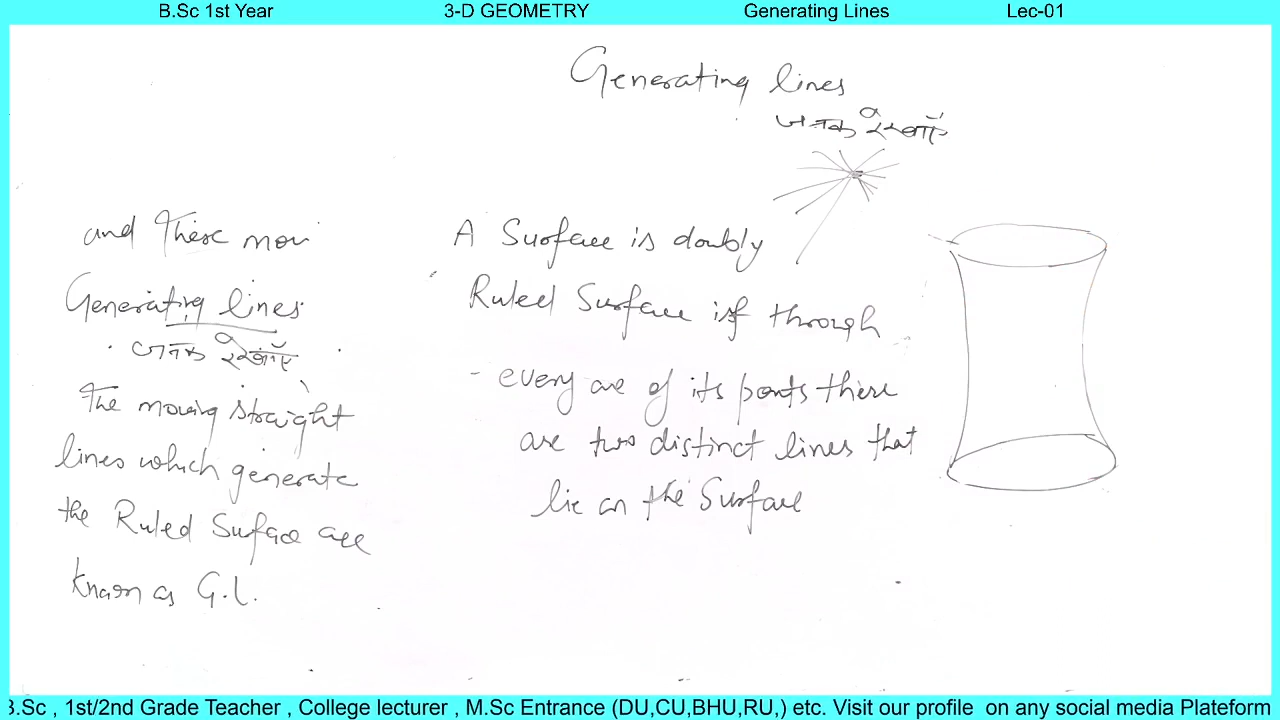 B.Sc 1st Year 3-D GEOMETRY Generating Lines Lec-01
Generating lines
जनक रेखाएँ
and these mov
Generating lines
जनक रेखाएँ
The moving straight
lines which generate
the Ruled Surface are
known as G.L.
A Surface is doubly
Ruled Surface if through
every one of its points there
are two distinct lines that
lie on the Surface
B.Sc , 1st/2nd Grade Teacher , College lecturer , M.Sc Entrance (DU,CU,BHU,RU,) etc. Visit our profile on any social media Plateform